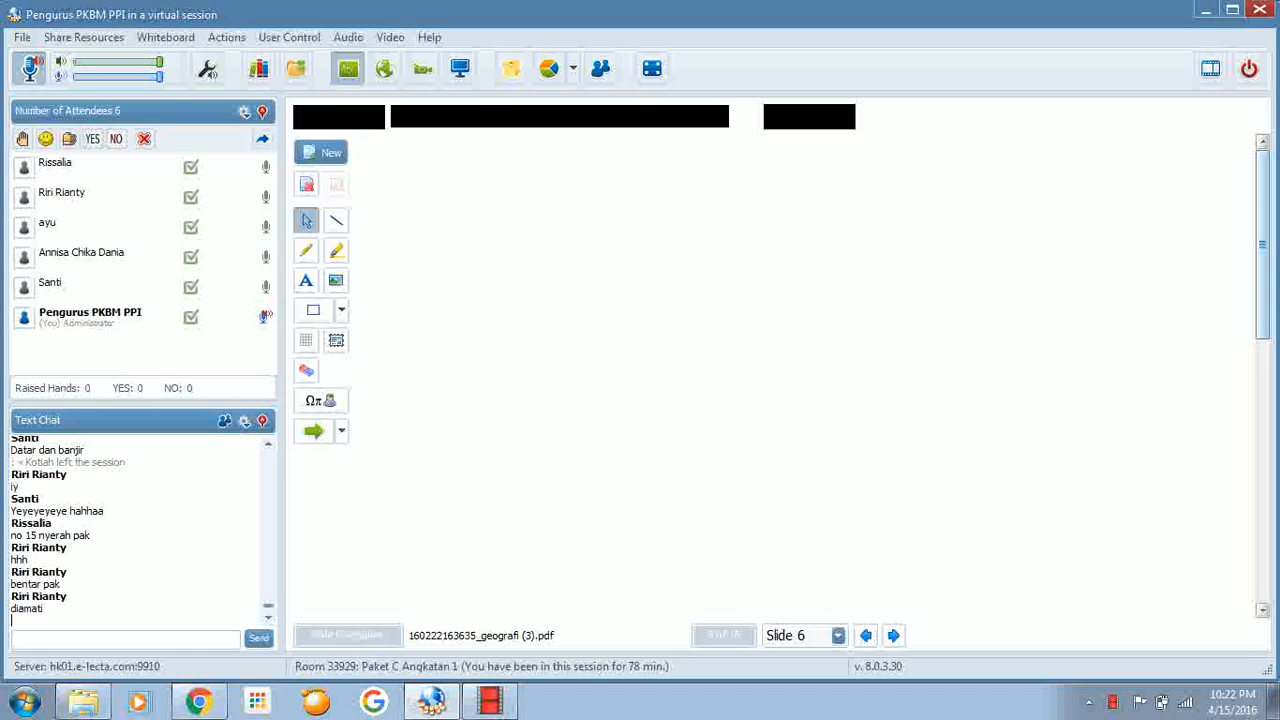 Pengurus PKBM PPI in a virtual session
File Share Resources Whiteboard Actions User Control Audio Video Help
Number of Attendees 6
YES NO
Rissalia
Riri Rianty
ayu
Annisa Chika Dania
Santi
Pengurus PKBM PPI
(You) Administrator
Raised Hands: 0 YES: 0 NO: 0
Text Chat
Santi
Datar dan banjir
: « Kotiah left the session
Riri Rianty
iy
Santi
Yeyeyeyeye hahhaa
Rissalia
no 15 nyerah pak
Riri Rianty
hhh
Riri Rianty
bentar pak
Riri Rianty
diamati
Send
New
A
Ωπ
160222163635_geografi (3).pdf
Slide 6
Server: hk01.e-lecta.com:9910
Room 33929: Paket C Angkatan 1 (You have been in this session for 78 min.)
v. 8.0.3.30
10:22 PM
4/15/2016